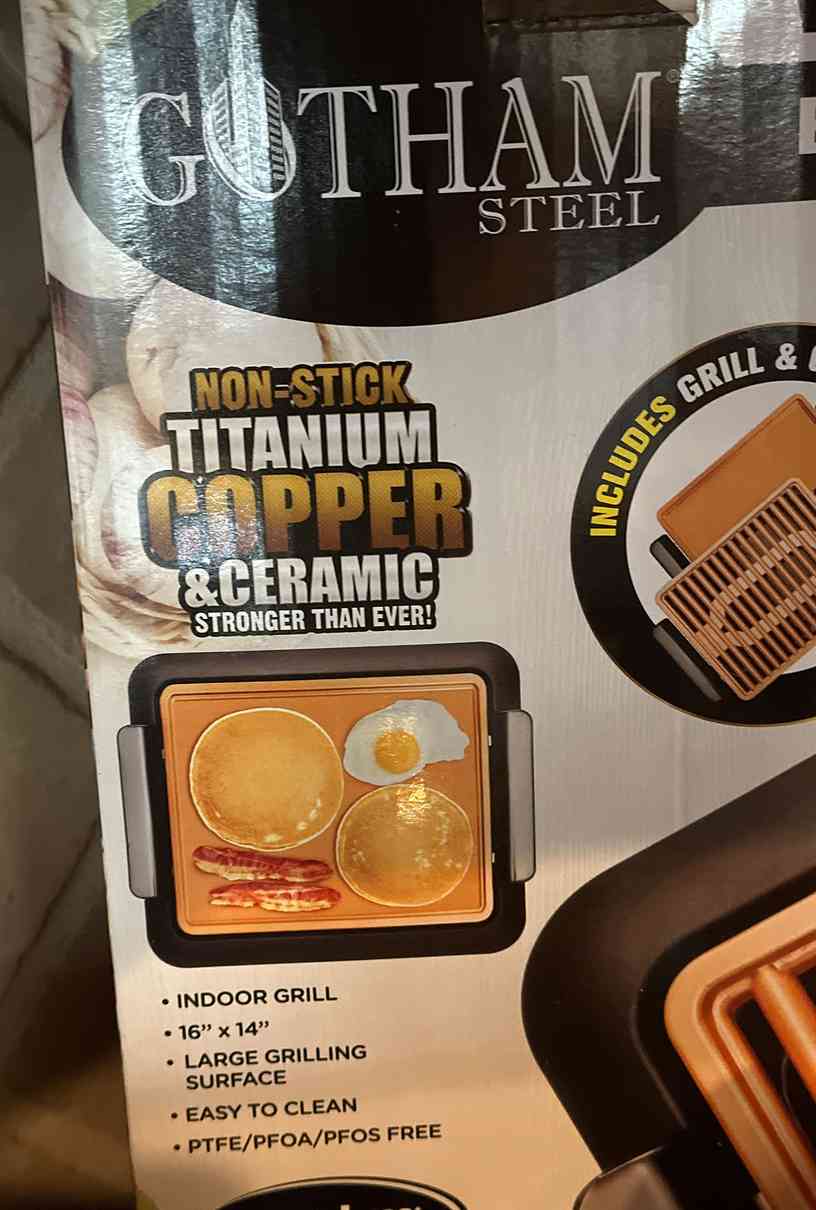 GOTHAM
STEEL
NON-STICK
TITANIUM
COPPER
& CERAMIC
STRONGER THAN EVER!
INCLUDES GRILL &
• INDOOR GRILL
• 16” x 14”
• LARGE GRILLING
SURFACE
• EASY TO CLEAN
• PTFE/PFOA/PFOS FREE